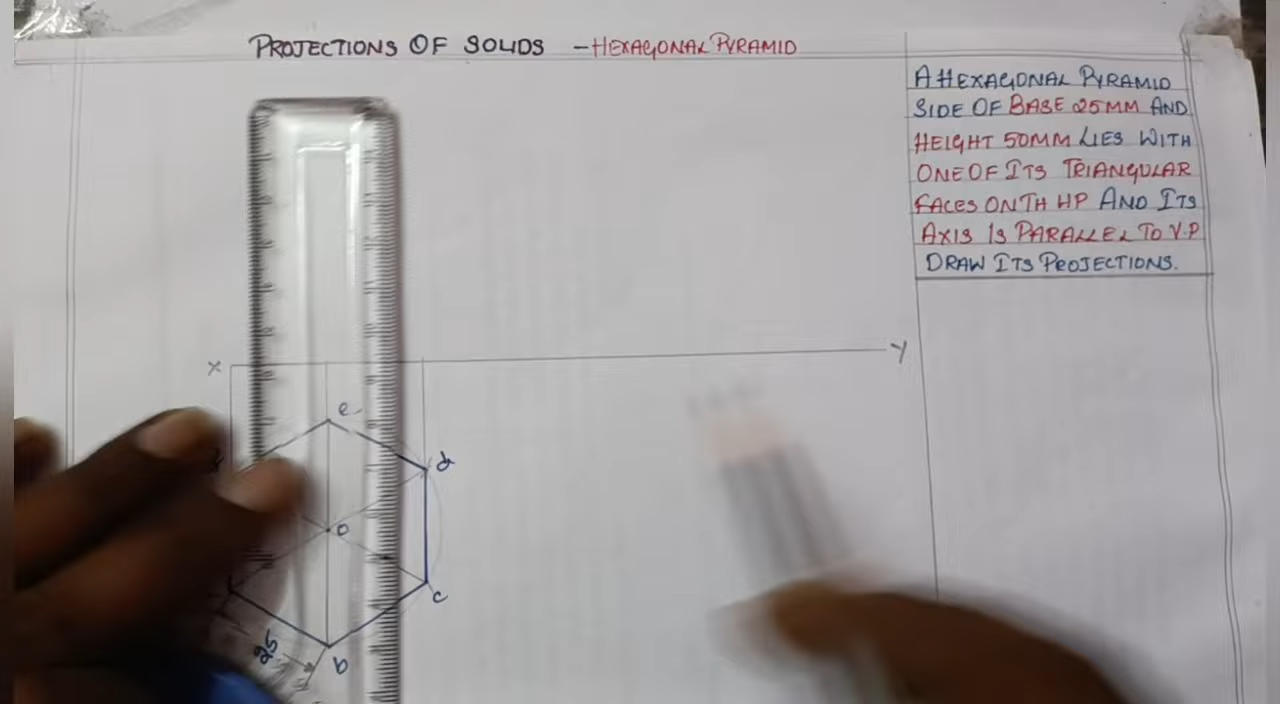 PROJECTIONS OF SOLIDS - HEXAGONAL PYRAMID
A HEXAGONAL PYRAMID
SIDE OF BASE 25MM AND
HEIGHT 50MM LIES WITH
ONE OF ITS TRIANGULAR
FACES ON TH HP AND ITS
AXIS IS PARALLEL TO V.P
DRAW ITS PROJECTIONS.
X
Y
e
d
o
c
b
25